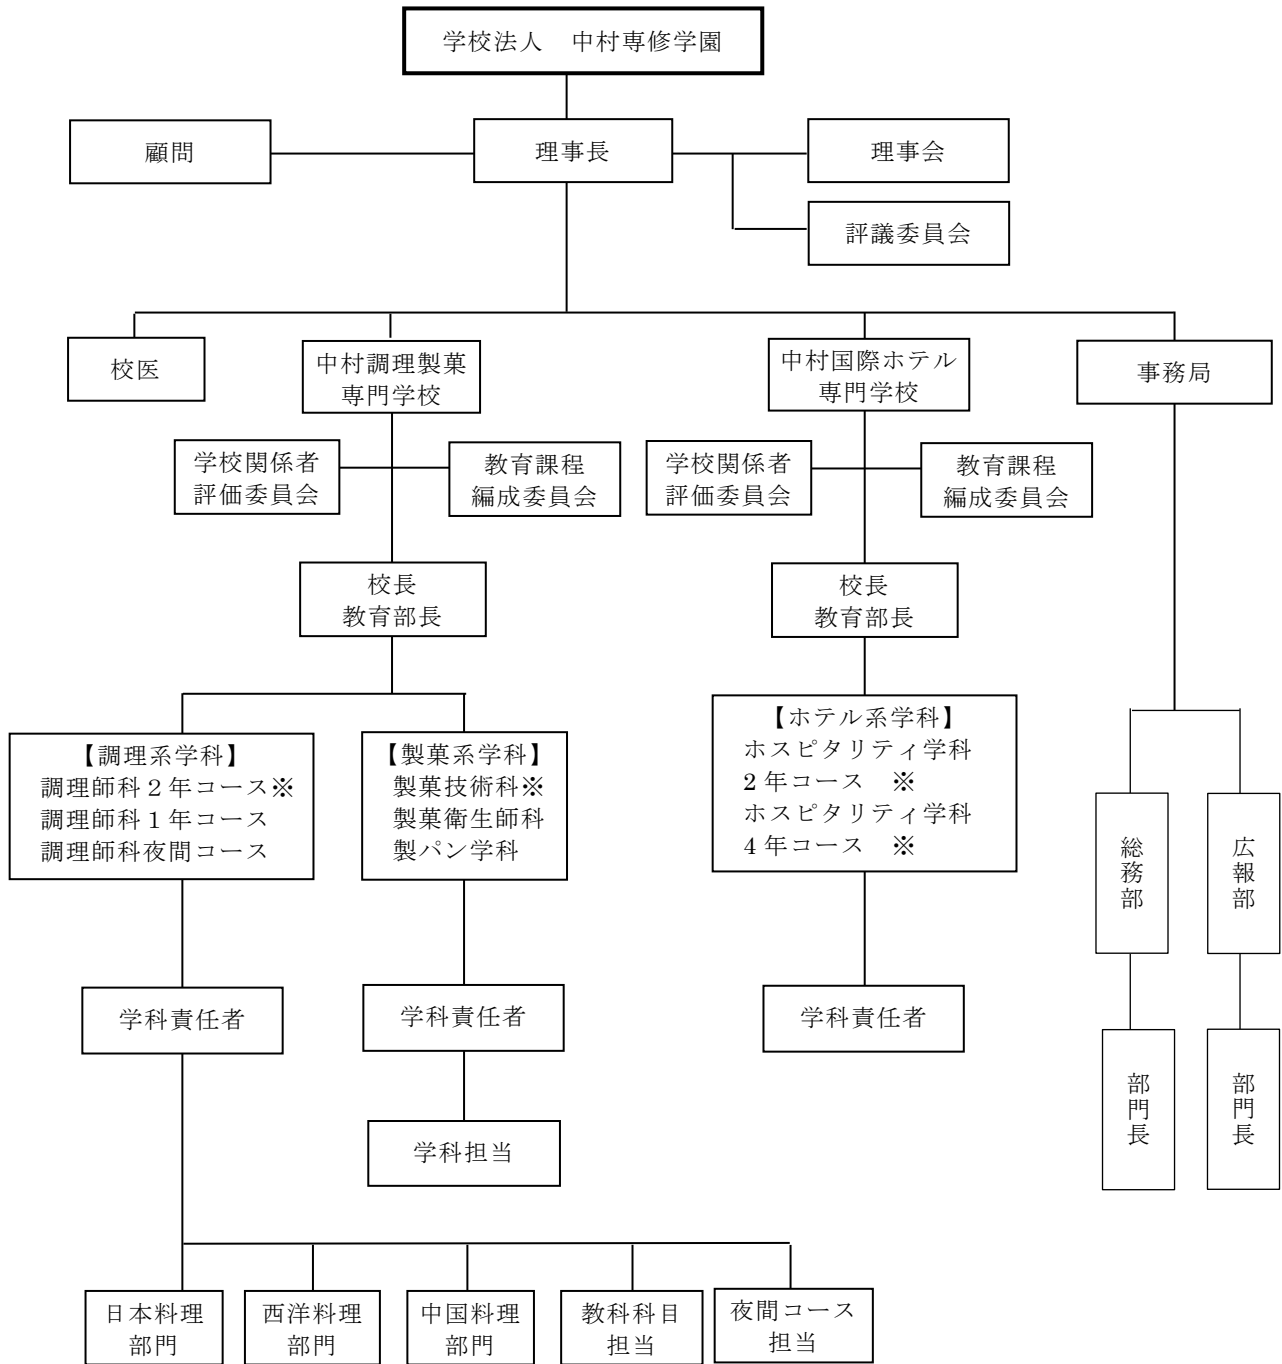 学校法人　中村専修学園
顧問
理事長
理事会
評議委員会
校医
中村調理製菓
専門学校
中村国際ホテル
専門学校
事務局
学校関係者
評価委員会
教育課程
編成委員会
学校関係者
評価委員会
教育課程
編成委員会
校長
教育部長
校長
教育部長
【調理系学科】
調理師科２年コース※
調理師科１年コース
調理師科夜間コース
【製菓系学科】
製菓技術科※
製菓衛生師科
製パン学科
【ホテル系学科】
ホスピタリティ学科
2年コース　※
ホスピタリティ学科
4年コース　※
総務部
広報部
学科責任者
学科責任者
学科責任者
部門長
部門長
学科担当
日本料理
部門
西洋料理
部門
中国料理
部門
教科科目
担当
夜間コース
担当